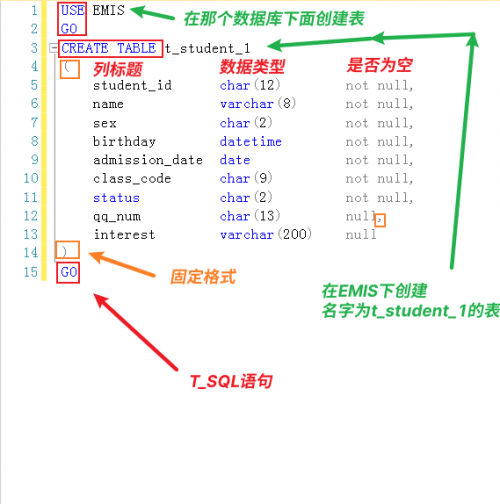 1 USE EMIS 在那个数据库下面创建表
2 GO
3 CREATE TABLE t_student_1
4 ( 列标题 数据类型 是否为空
5 student_id char(12) not null,
6 name varchar(8) not null,
7 sex char(2) not null,
8 birthday datetime not null,
9 admission_date date not null,
10 class_code char(9) not null,
11 status char(2) not null,
12 qq_num char(13) null,
13 interest varchar(200) null
14 )
15 GO
固定格式
在EMIS下创建
名字为t_student_1的表
T_SQL语句